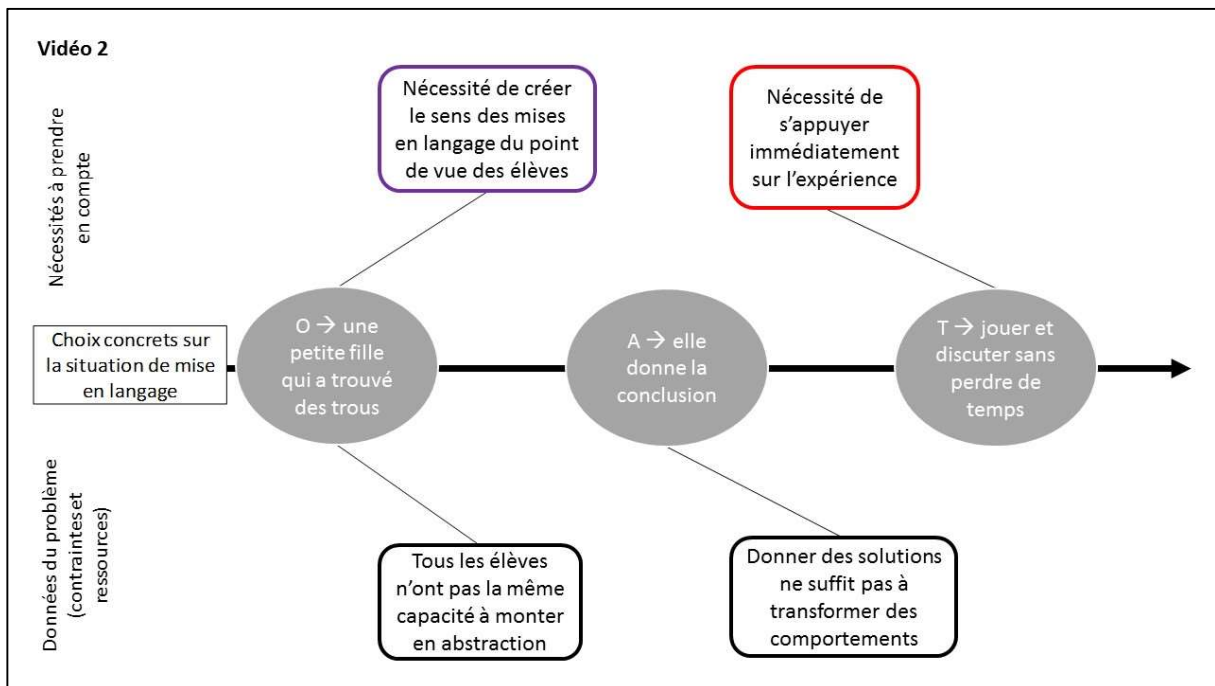 Vidéo 2
Nécessités à prendre
en compte
Nécessité de créer
le sens des mises
en langage du point
de vue des élèves
Nécessité de
s'appuyer
immédiatement
sur l'expérience
Choix concrets sur
la situation de mise
en langage
O → une
petite fille
qui a trouvé
des trous
A → elle
donne la
conclusion
T → jouer et
discuter sans
perdre de
temps
Données du problème
(contraintes et
ressources)
Tous les élèves
n'ont pas la même
capacité à monter
en abstraction
Donner des solutions
ne suffit pas à
transformer des
comportements